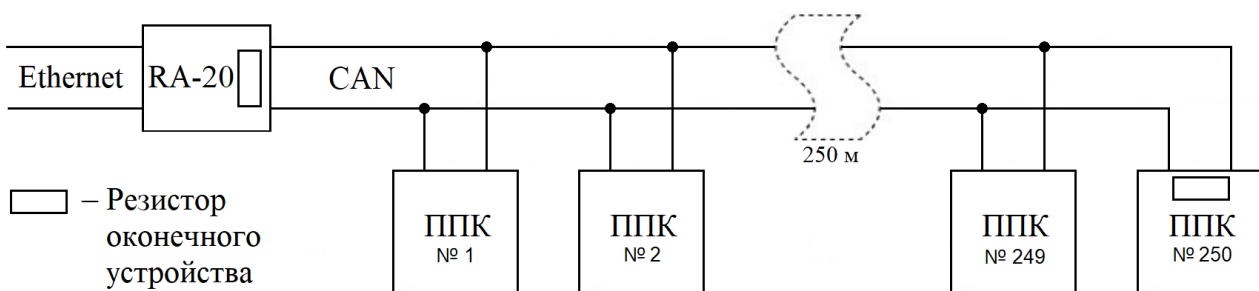 Ethernet
RA-20
CAN
250 м
– Резистор
оконечного
устройства
ППК
№ 1
ППК
№ 2
ППК
№ 249
ППК
№ 250